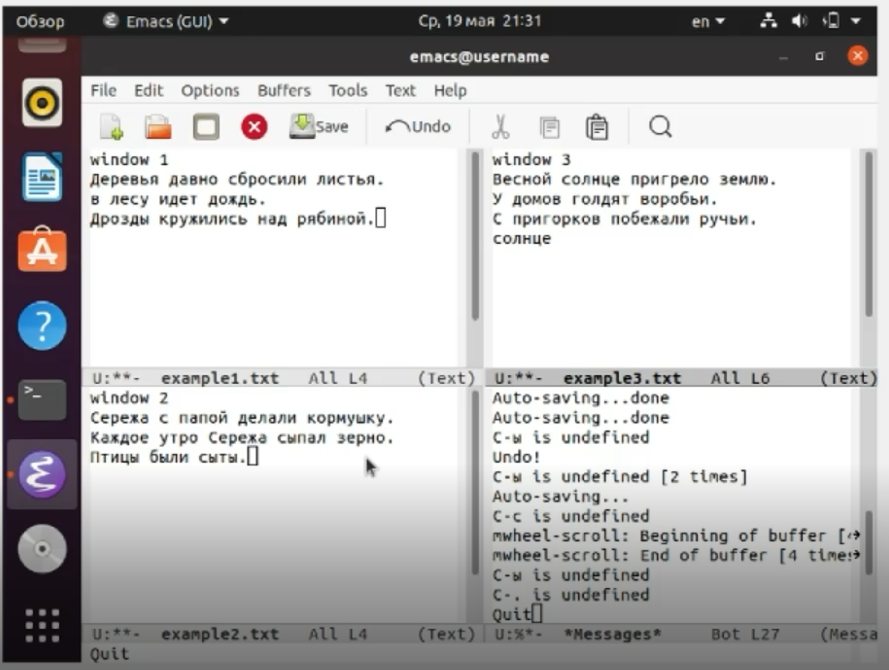 Обзор
Emacs (GUI)
Ср, 19 мая 21:31
en
emacs@username
File Edit Options Buffers Tools Text Help
Save Undo
window 1
Деревья давно сбросили листья.
в лесу идет дождь.
Дрозды кружились над рябиной.
U:**- example1.txt All L4 (Text)
window 3
Весной солнце пригрело землю.
У домов голдят воробьи.
С пригорков побежали ручьи.
солнце
U:**- example3.txt All L6 (Text)
window 2
Сережа с папой делали кормушку.
Каждое утро Сережа сыпал зерно.
Птицы были сыты.
U:**- example2.txt All L4 (Text)
Auto-saving...done
Auto-saving...done
C-ы is undefined
Undo!
C-ы is undefined [2 times]
Auto-saving...
C-c is undefined
mwheel-scroll: Beginning of buffer [
mwheel-scroll: End of buffer [4 time
C-ы is undefined
C-. is undefined
Quit
U:%*- *Messages* Bot L27 (Messa
Quit